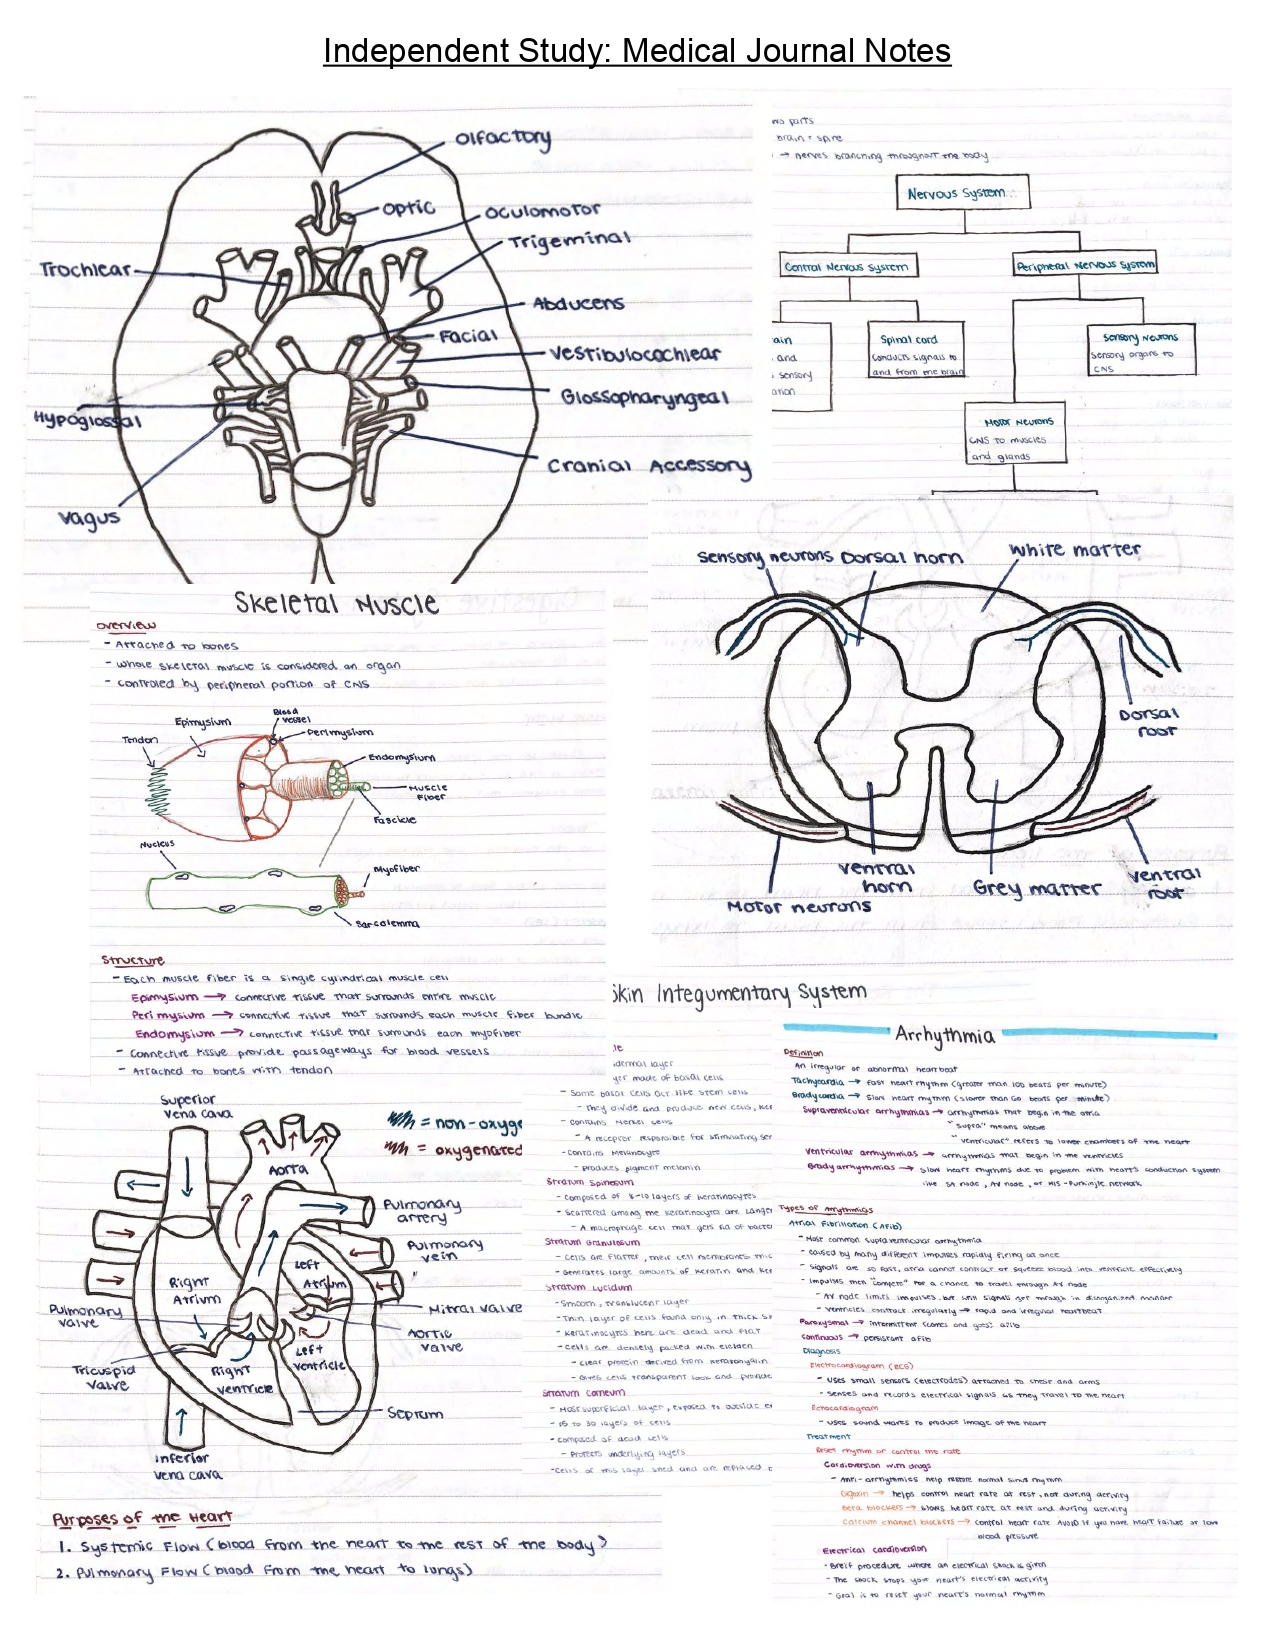 Independent Study: Medical Journal Notes
Olfactory
Optic
Oculomotor
Trigeminal
Trochlear
Abducens
Facial
Vestibulocochlear
Glossopharyngeal
Hypoglossal
Cranial Accessory
Vagus
wo parts
brain + spine
→ nerves branching throughout the body
Nervous System
Central Nervous System
Peripheral Nervous System
ain
and
sensory
ation
Spinal cord
conducts signals to
and from the brain
Sensory Neurons
Sensory organs to
CNS
Motor Neurons
CNS to muscles
and glands
Sensory neurons
Dorsal horn
White matter
Dorsal
root
Ventral
horn
Grey matter
Ventral
root
Motor neurons
Skeletal Muscle
Overview
- Attached to bones
- Whole skeletal muscle is considered an organ
- Controled by peripheral portion of CNS
Epimysium
Blood
vessel
Perimysium
Tendon
Endomysium
Muscle
Fiber
Fascicle
Nucleus
Myofiber
Sarcolemma
Structure
- Each muscle fiber is a single cylindrical muscle cell
Epimysium → connective tissue that surrounds entire muscle
Peri mysium → connective tissue that surrounds each muscle fiber bundle
Endomysium → connective tissue that surrounds each myofiber
- Connective tissue provide passageways for blood vessels
- Attached to bones with tendon
Superior
vena cava
= non-oxyge
= oxygenated
Aorta
Pulmonary
artery
Pulmonary
vein
Left
Atrium
Right
Atrium
Pulmonary
valve
Mitral valve
Aortic
valve
Left
ventricle
Tricuspid
valve
Right
ventricle
Septum
Inferior
vena cava
Purposes of the Heart
1. Systemic Flow (blood from the heart to the rest of the body)
2. Pulmonary Flow (blood from the heart to lungs)
Skin Integumentary System
le
idermal layer
yer made of basal cells
- Some basal cells act like stem cells
- They divide and produce new cells, ker
- Contains Merkel cells
- A receptor responsible for stimulating ser
- Contains Melanocyte
- produces pigment melanin
Stratum Spinosum
- Composed of 8-10 layers of keratinocytes
- Scattered among the keratinocytes are Langer
- A macrophage cell that gets rid of bacte
Stratum Granulosum
- Cells are flatter, their cell membranes thic
- Generates large amounts of keratin and ker
Stratum Lucidum
- Smooth, translucent layer
- Thin layer of cells found only in thick s
- Keratinocytes here are dead and flat
- Cells are densely packed with eleiden
- clear protein derived from keratohyalin
- Gives cells transparent look and provide
Stratum Corneum
- Most superficial layer, exposed to outside e
- 15 to 30 layers of cells
- composed of dead cells
- Protects underlying layers
- Cells of this layer shed and are replaced
Arrhythmia
Definition
An irregular or abnormal heartbeat
Tachycardia → Fast heart rhythm (greater than 100 beats per minute)
Bradycardia → Slow heart rhythm (slower than 60 beats per minute)
Supraventricular arrhythmias → arrhythmias that begin in the atria
"Supra" means above
"ventricular" refers to lower chambers of the heart
Ventricular arrhythmias → arrhythmias that begin in the ventricles
Brady arrhythmias → Slow heart rhythms due to problem with heart's conduction system
like SA node, AV node, or HIS-Purkinje network
Types of Arrhythmias
Atrial Fibrillation (AFib)
- Most common supraventricular arrhythmia
- Caused by many different impulses rapidly firing at once
- Signals are so fast, atria cannot contract or squeeze blood into ventricle effectively
- Impulses then "compete" for a chance to travel through AV node
- AV node limits impulses, but still signals get through in disorganized manner
- Ventricles contract irregularly → rapid and irregular heartbeat
Paroxysmal → intermittent (comes and goes) afib
Continuous → persistent afib
Diagnosis
Electrocardiogram (ECG)
- Uses small sensors (electrodes) attached to chest and arms
- Senses and records electrical signals as they travel to the heart
Echocardiogram
- Uses sound waves to produce image of the heart
Treatment
Reset rhythm or control the rate
Cardioversion with drugs
- Anti-arrhythmics help restore normal sinus rhythm
Digoxin → helps control heart rate at rest, not during activity
Beta blockers → slows heart rate at rest and during activity
Calcium channel blockers → control heart rate AVOID if you have heart failure or low
blood pressure
Electrical cardioversion
- Breif procedure where an electrical shock is given
- The shock stops your heart's electrical activity
- Goal is to reset your heart's normal rhythm